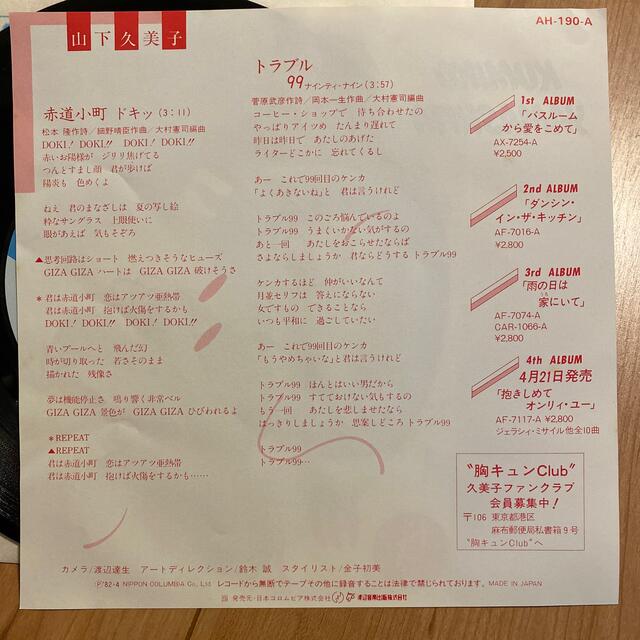 山下久美子
AH-190-A
赤道小町 ドキッ (3:11)
松本 隆作詩/細野晴臣作曲/大村憲司編曲
DOKI! DOKI!! DOKI! DOKI!!
赤いお陽様が ジリリ焦げてる
つんとすまし顔 君が歩けば
陽炎も 色めくよ
ねえ 君のまなざしは 夏の写し絵
粋なサングラス 上眼使いに
眼があえば 気もそぞろ
▲思考回路はショート 燃えつきそうなヒューズ
GIZA GIZA ハートは GIZA GIZA 破けそうさ
*君は赤道小町 恋はアツアツ亜熱帯
君は赤道小町 抱けば火傷をするかも
DOKI! DOKI!! DOKI! DOKI!!
青いプールへと 飛んだ幻
時が切り取った 若さそのまま
描かれた 残像さ
夢は機能停止さ 鳴り響く非常ベル
GIZA GIZA 景色が GIZA GIZA ひびわれるよ
*REPEAT
▲REPEAT
君は赤道小町 恋はアツアツ亜熱帯
君は赤道小町 抱けば火傷をするかも……
トラブル
99 ナインティ・ナイン (3:57)
菅原武彦作詩/岡本一生作曲/大村憲司編曲
コーヒー・ショップで 待ち合わせたの
やっぱりアイツめ たんまり遅れて
昨日は昨日で あたしのあげた
ライターどこかに 忘れてくるし
あー これで99回目のケンカ
「よくあきないね」と 君は言うけれど
トラブル99 このごろ悩んでいるのよ
トラブル99 うまくいかない気がするの
あと一回 あたしをおこらせたならば
さよならしましょうか 君ならどうする トラブル99
ケンカするほど 仲がいいなんて
月並セリフは 答えにならない
女ですもの できることなら
いつも平和に 過ごしていたい
あー これで99回目のケンカ
「もうやめちゃいな」と君は言うけれど
トラブル99 ほんとはいい男だから
トラブル99 すてておけない気もするの
もう一回 あたしを悲しませたなら
はっきりしましょうか 思案しどころ トラブル99
トラブル99
トラブル99…
1st ALBUM
「バスルーム
から愛をこめて」
AX-7254-A
¥2,500
2nd ALBUM
「ダンシン・
イン・ザ・キッチン」
AF-7016-A
¥2,800
3rd ALBUM
「雨の日は
家にいて」
AF-7074-A
CAR-1066-A
¥2,800
4th ALBUM
4月21日発売
「抱きしめて
オンリィ・ユー」
AF-7117-A ¥2,800
ジェラシィ・ミサイル他全10曲
"胸キュンClub"
久美子ファンクラブ
会員募集中!
〒106 東京都港区
麻布郵便局私書箱9号
"胸キュンClub"へ
カメラ/渡辺達生 アートディレクション/鈴木 誠 スタイリスト/金子初美
Ⓟ'82・4 NIPPON COLUMBIA Co., Ltd. レコードから無断でテープその他に録音することは法律で禁じられております。 MADE IN JAPAN
発売元・日本コロムビア株式会社 渡辺音楽出版株式会社